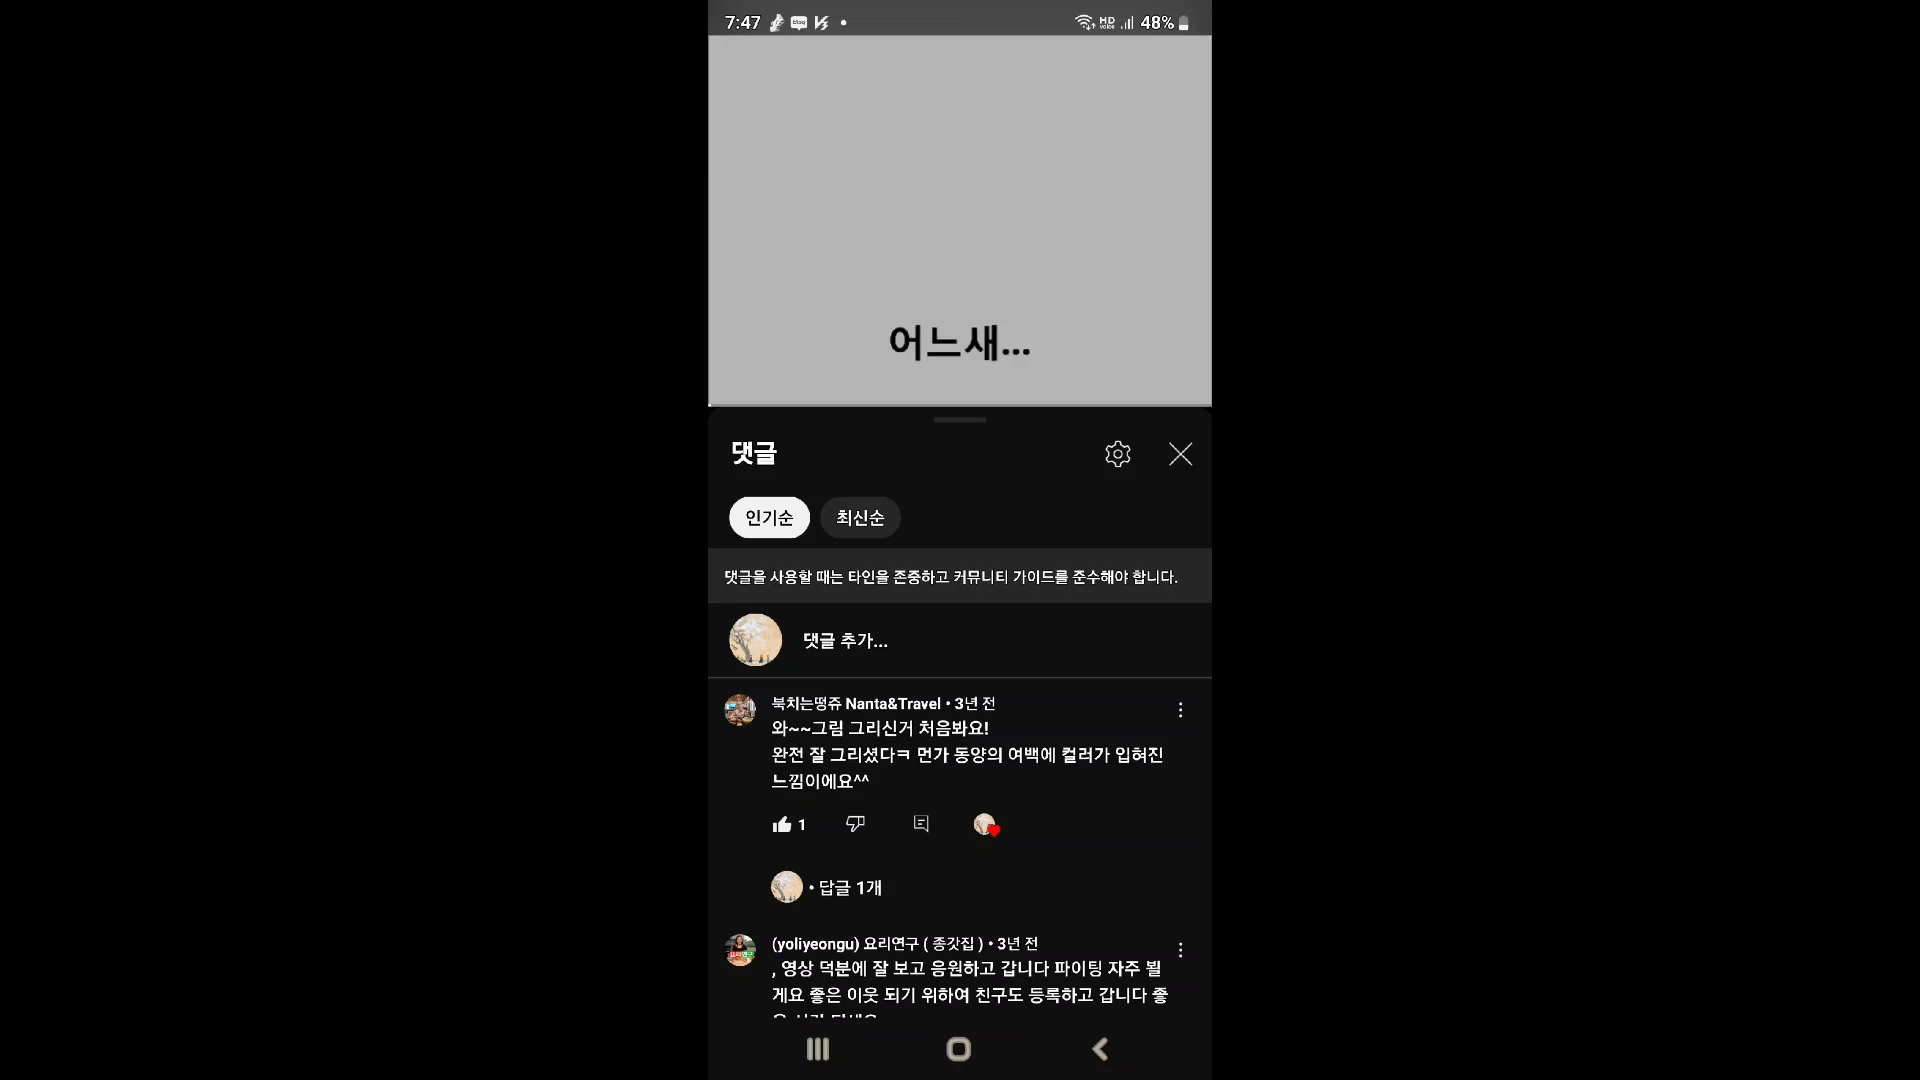 7:47
blog
HD
voice
48%
어느새...
댓글
인기순 최신순
댓글을 사용할 때는 타인을 존중하고 커뮤니티 가이드를 준수해야 합니다.
댓글 추가...
북치는떵쥬 Nanta&Travel • 3년 전
와~~그림 그리신거 처음봐요!
완전 잘 그리셨다ㅋ 먼가 동양의 여백에 컬러가 입혀진
느낌이에요^^
1
• 답글 1개
(yoliyeongu) 요리연구 ( 종갓집 ) • 3년 전
, 영상 덕분에 잘 보고 응원하고 갑니다 파이팅 자주 뵐
게요 좋은 이웃 되기 위하여 친구도 등록하고 갑니다 좋